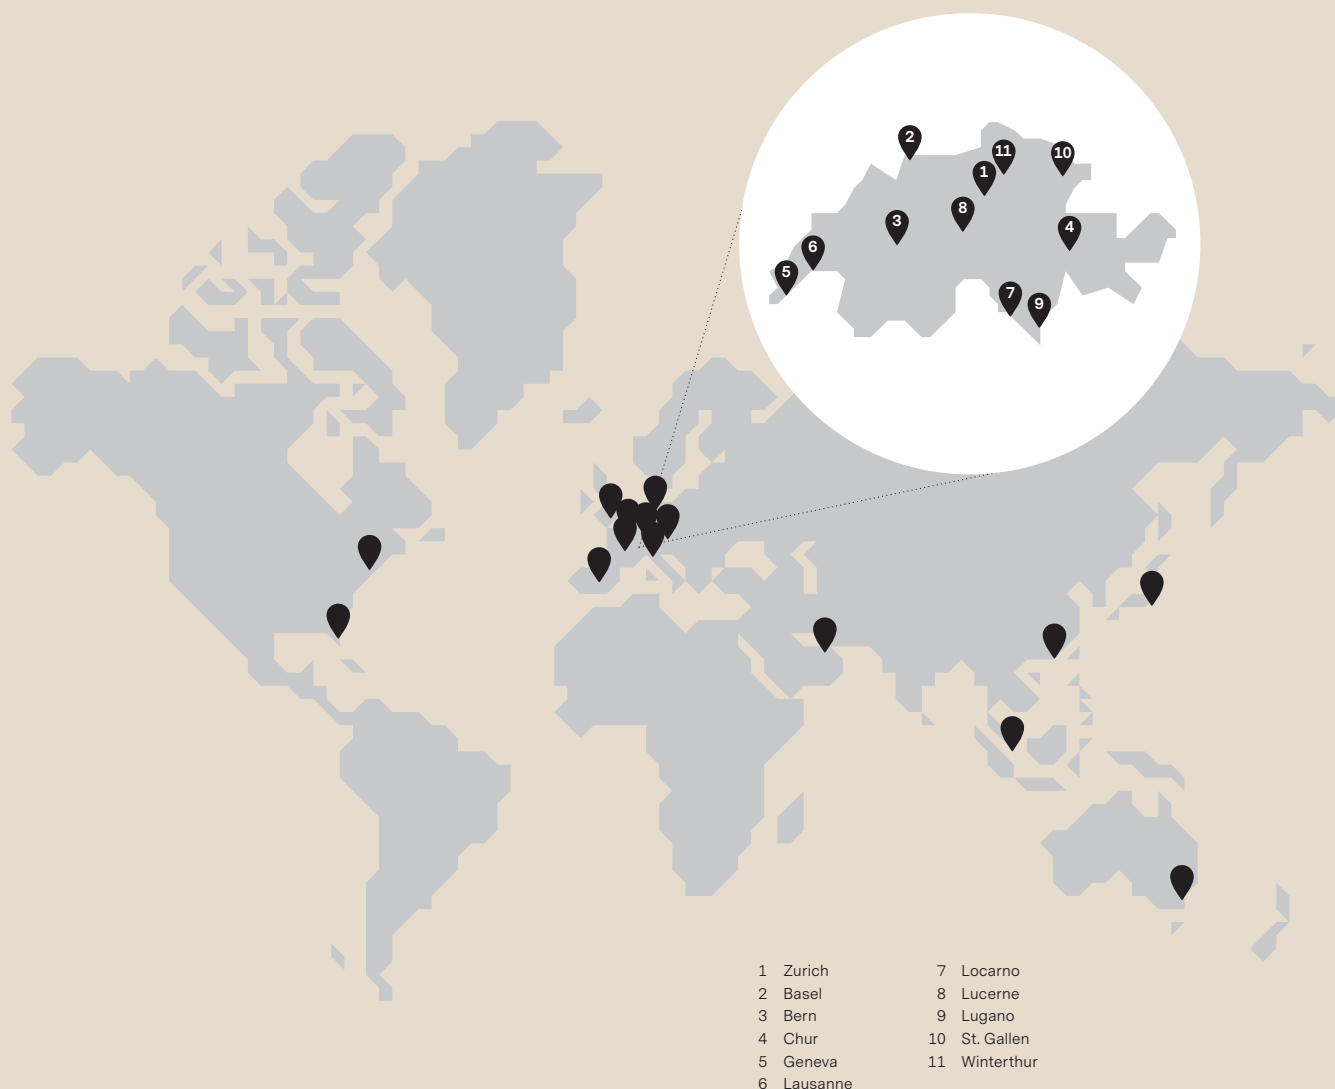 2
11
10
1
8
3
4
6
5
7
9
1 Zurich
2 Basel
3 Bern
4 Chur
5 Geneva
6 Lausanne
7 Locarno
8 Lucerne
9 Lugano
10 St. Gallen
11 Winterthur